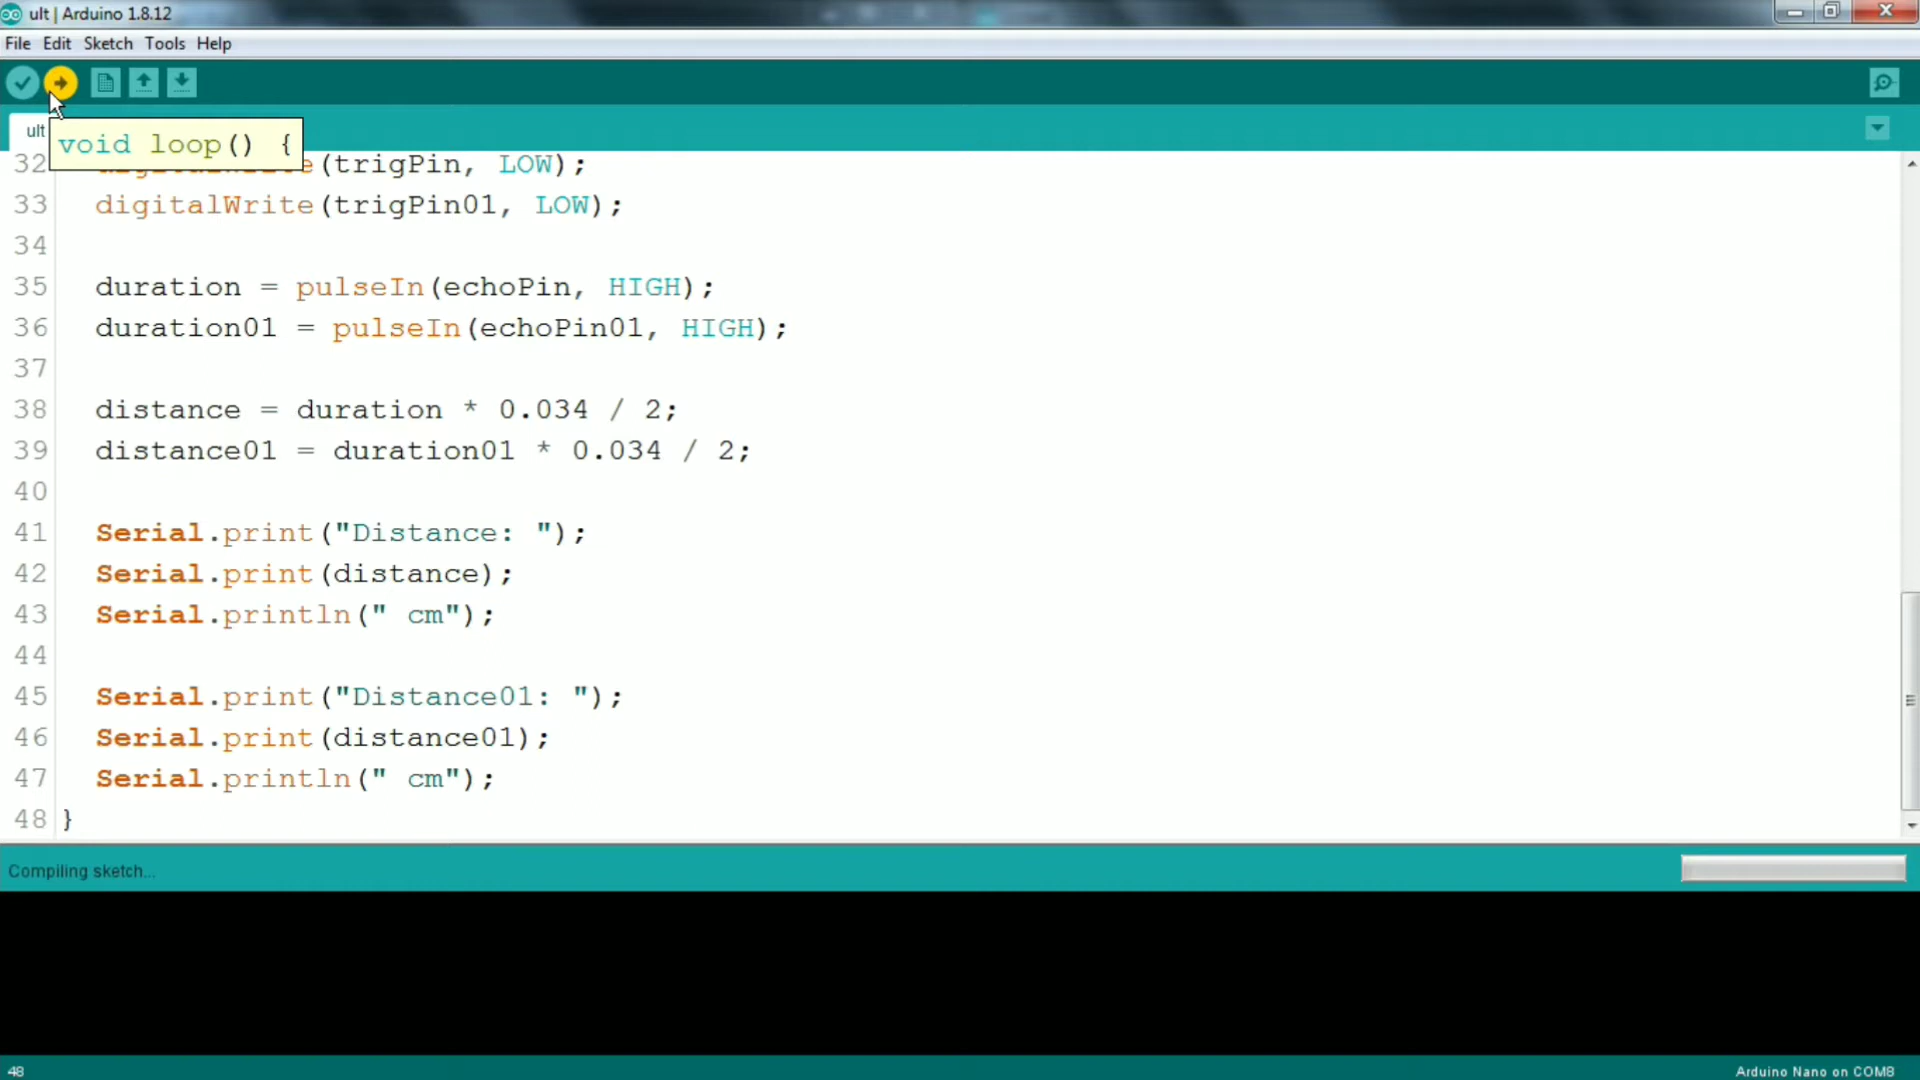 ult | Arduino 1.8.12
File Edit Sketch Tools Help
ult
void loop() {
32 (trigPin, LOW);
33 digitalWrite(trigPin01, LOW);
34
35 duration = pulseIn(echoPin, HIGH);
36 duration01 = pulseIn(echoPin01, HIGH);
37
38 distance = duration * 0.034 / 2;
39 distance01 = duration01 * 0.034 / 2;
40
41 Serial.print("Distance: ");
42 Serial.print(distance);
43 Serial.println(" cm");
44
45 Serial.print("Distance01: ");
46 Serial.print(distance01);
47 Serial.println(" cm");
48 }
Compiling sketch...
48 Arduino Nano on COM8